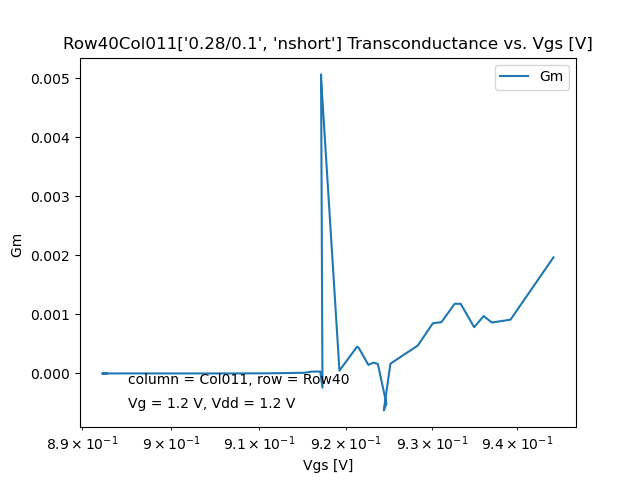 Row40Col011['0.28/0.1', 'nshort'] Transconductance vs. Vgs [V]
Gm
0.005
0.004
0.003
0.002
0.001
0.000
Gm
column = Col011, row = Row40
Vg = 1.2 V, Vdd = 1.2 V
8.9 × 10⁻¹ 9 × 10⁻¹ 9.1 × 10⁻¹ 9.2 × 10⁻¹ 9.3 × 10⁻¹ 9.4 × 10⁻¹
Vgs [V]